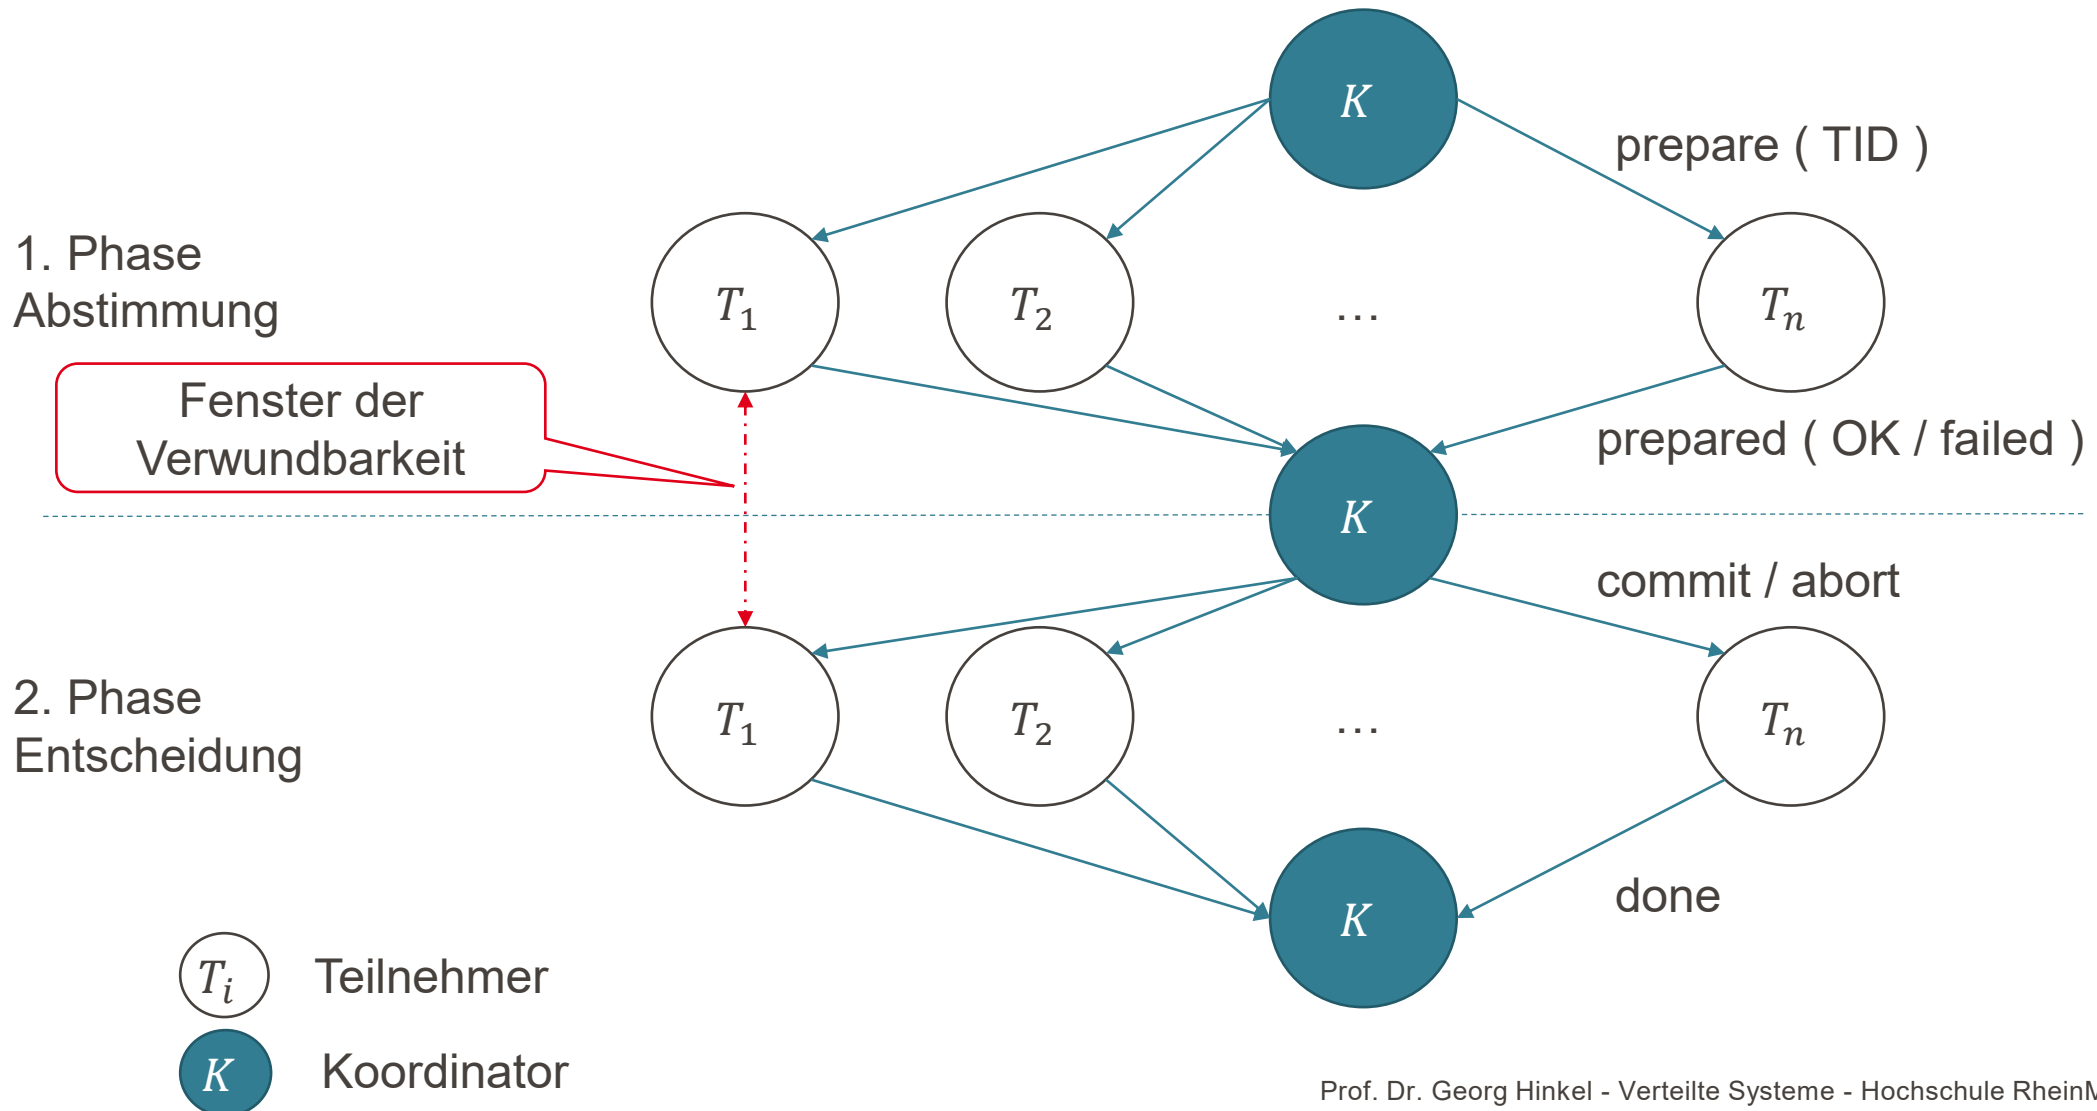 K
prepare ( TID )
1. Phase
Abstimmung
T1
T2
...
Tn
Fenster der
Verwundbarkeit
prepared ( OK / failed )
K
commit / abort
2. Phase
Entscheidung
T1
T2
...
Tn
done
K
Ti
Teilnehmer
K
Koordinator
Prof. Dr. Georg Hinkel - Verteilte Systeme - Hochschule RheinM